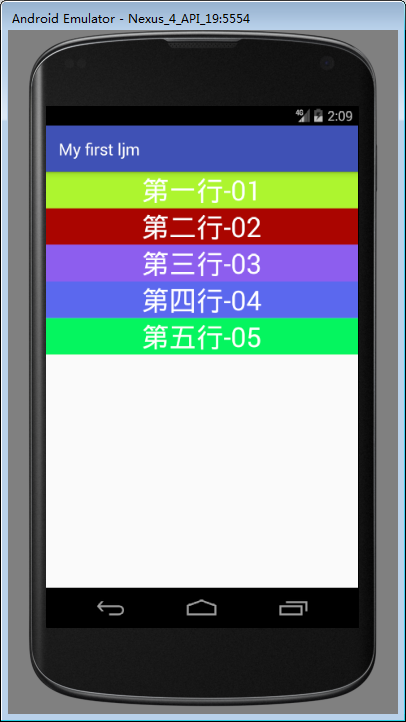 Android Emulator - Nexus_4_API_19:5554
4G 2:09
My first ljm
第一行-01
第二行-02
第三行-03
第四行-04
第五行-05